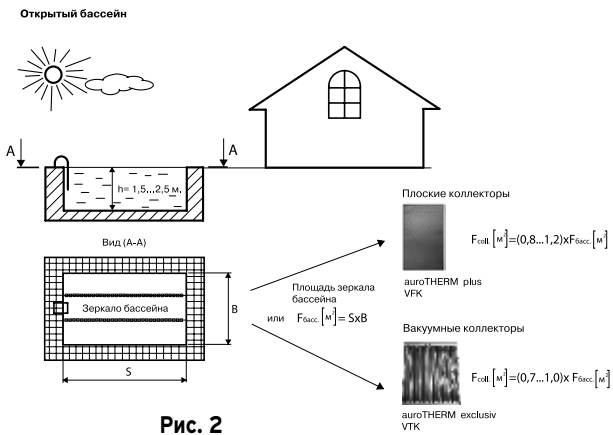 Открытый бассейн
A
A
h= 1,5...2,5 м.
Вид (А-А)
Зеркало бассейна
B
S
Площадь зеркала
бассейна
или Fбасс. [м²] = SxB
Плоские коллекторы
Fcoll. [м²]=(0,8...1,2)xFбасс. [м²]
auroTHERM plus
VFK
Вакуумные коллекторы
Fcoll. [м²]=(0,7...1,0)x Fбасс. [м²]
auroTHERM exclusiv
VTK
Рис. 2